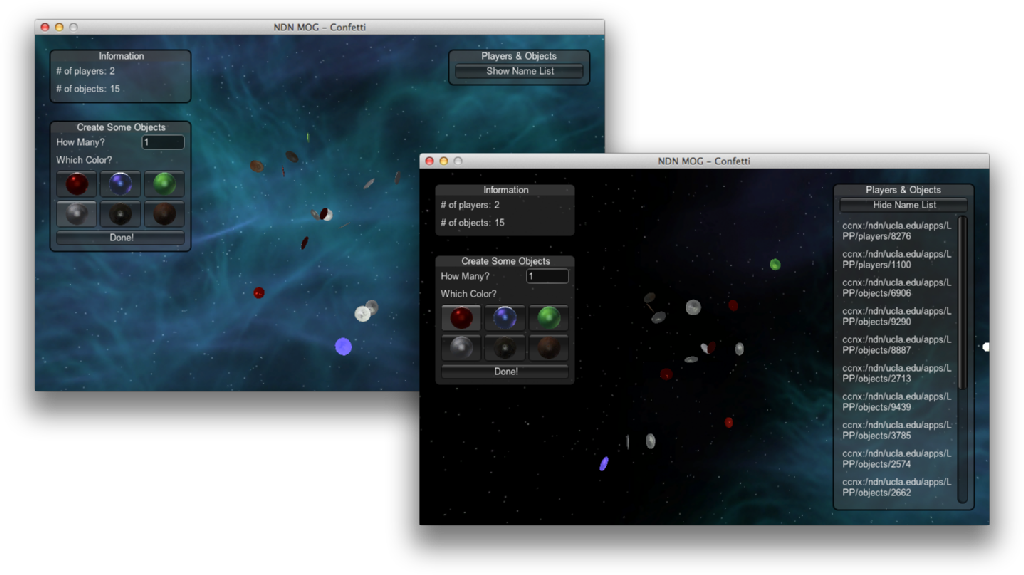 NDN MOG - Confetti
Information
# of players: 2
# of objects: 15
Players & Objects
Show Name List
Create Some Objects
How Many? 1
Which Color?
Done!
NDN MOG - Confetti
Information
# of players: 2
# of objects: 15
Create Some Objects
How Many? 1
Which Color?
Done!
Players & Objects
Hide Name List
ccnx:/ndn/ucla.edu/apps/L
PP/players/8276
ccnx:/ndn/ucla.edu/apps/L
PP/players/1100
ccnx:/ndn/ucla.edu/apps/L
PP/objects/6906
ccnx:/ndn/ucla.edu/apps/L
PP/objects/9290
ccnx:/ndn/ucla.edu/apps/L
PP/objects/8887
ccnx:/ndn/ucla.edu/apps/L
PP/objects/2713
ccnx:/ndn/ucla.edu/apps/L
PP/objects/9439
ccnx:/ndn/ucla.edu/apps/L
PP/objects/3785
ccnx:/ndn/ucla.edu/apps/L
PP/objects/2574
ccnx:/ndn/ucla.edu/apps/L
PP/objects/2662